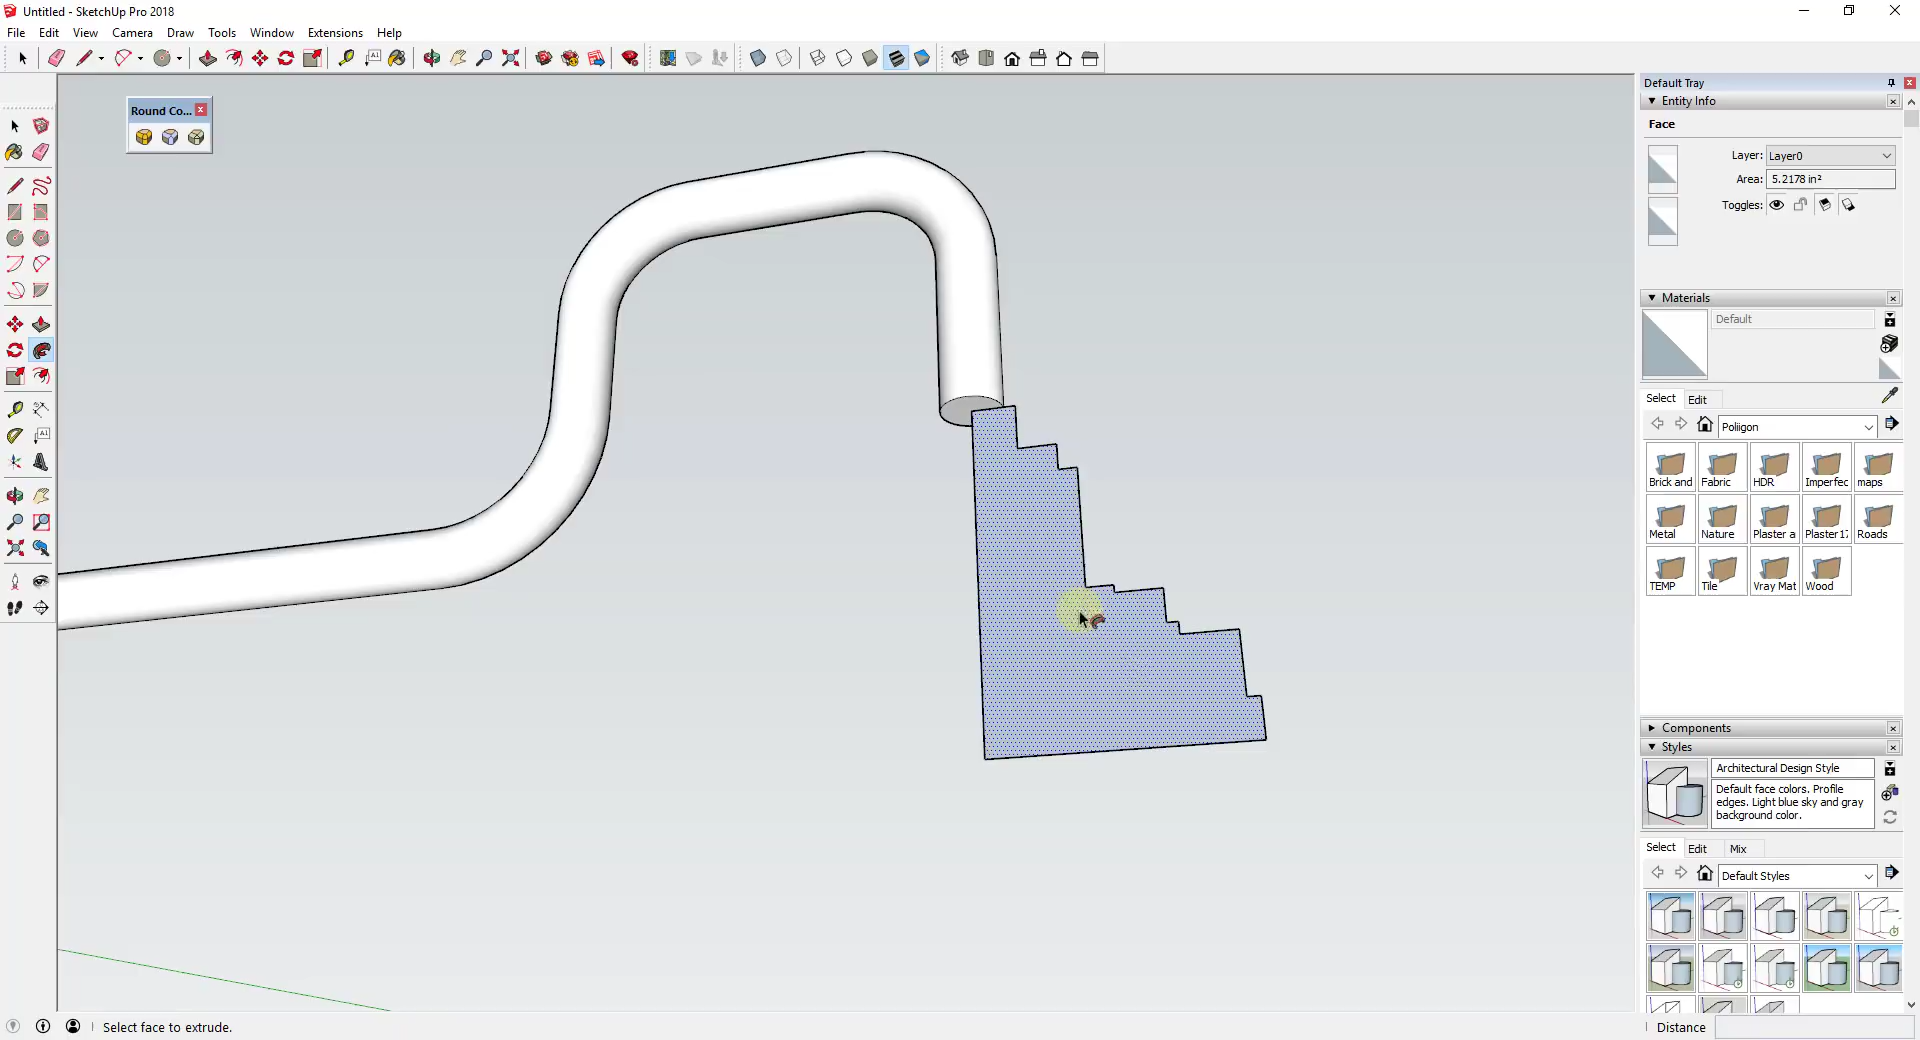 Untitled - SketchUp Pro 2018
File Edit View Camera Draw Tools Window Extensions Help
Round Co...
Default Tray
Entity Info
Face
Layer: Layer0
Area: 5.2178 in²
Toggles:
Materials
Default
Select Edit
Poliigon
Brick and Fabric HDR Imperfec maps
Metal Nature Plaster a Plaster17 Roads
TEMP Tile Vray Mat Wood
Components
Styles
Architectural Design Style
Default face colors. Profile
edges. Light blue sky and gray
background color.
Select Edit Mix
Default Styles
Select face to extrude.
Distance